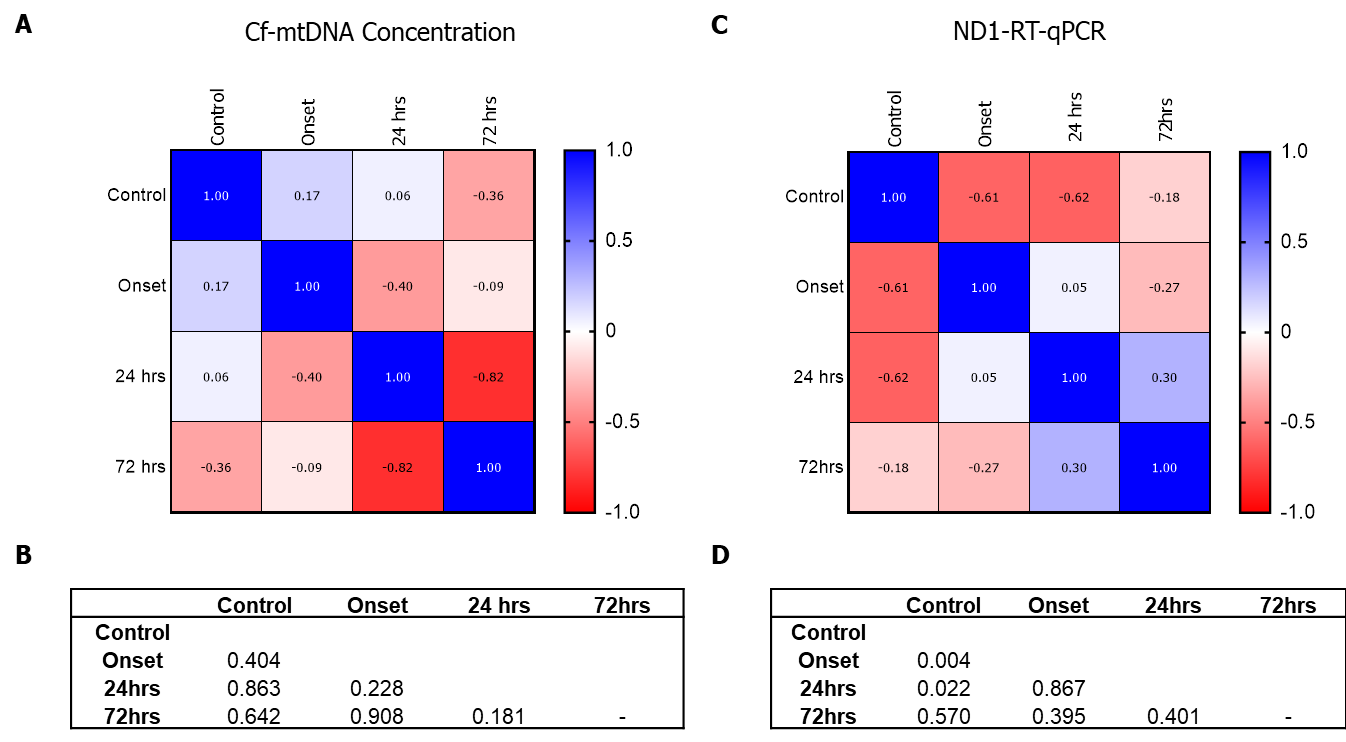 A
Cf-mtDNA Concentration
Control Onset 24 hrs 72 hrs
Control 1.00 0.17 0.06 -0.36
Onset 0.17 1.00 -0.40 -0.09
24 hrs 0.06 -0.40 1.00 -0.82
72 hrs -0.36 -0.09 -0.82 1.00
1.0
0.5
0
-0.5
-1.0
B
Control Onset 24 hrs 72hrs
Control
Onset 0.404
24hrs 0.863 0.228
72hrs 0.642 0.908 0.181 -
C
ND1-RT-qPCR
Control Onset 24 hrs 72hrs
Control 1.00 -0.61 -0.62 -0.18
Onset -0.61 1.00 0.05 -0.27
24 hrs -0.62 0.05 1.00 0.30
72hrs -0.18 -0.27 0.30 1.00
1.0
0.5
0
-0.5
-1.0
D
Control Onset 24hrs 72hrs
Control
Onset 0.004
24hrs 0.022 0.867
72hrs 0.570 0.395 0.401 -